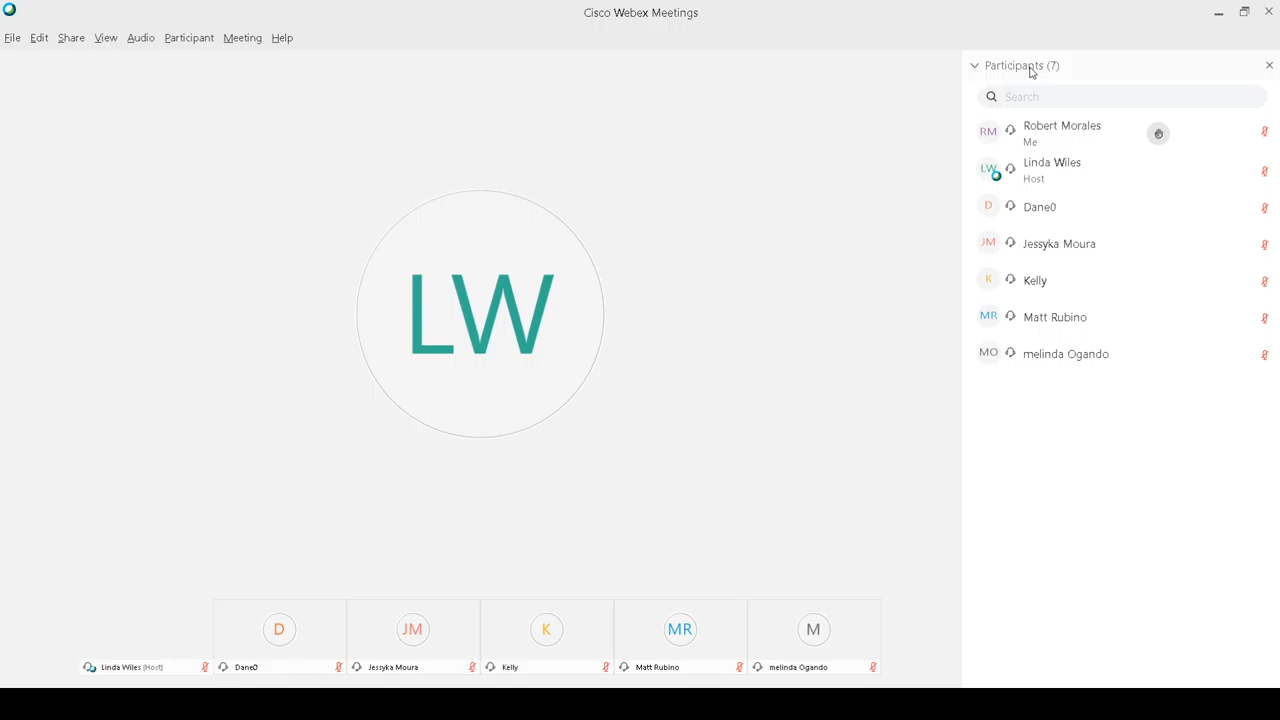 Cisco Webex Meetings
File Edit Share View Audio Participant Meeting Help
Participants (7)
Search
RM Robert Morales
Me
LW Linda Wiles
Host
D Dane0
JM Jessyka Moura
K Kelly
MR Matt Rubino
MO melinda Ogando
LW
D JM K MR M
Linda Wiles (Host) Dane0 Jessyka Moura Kelly Matt Rubino melinda Ogando